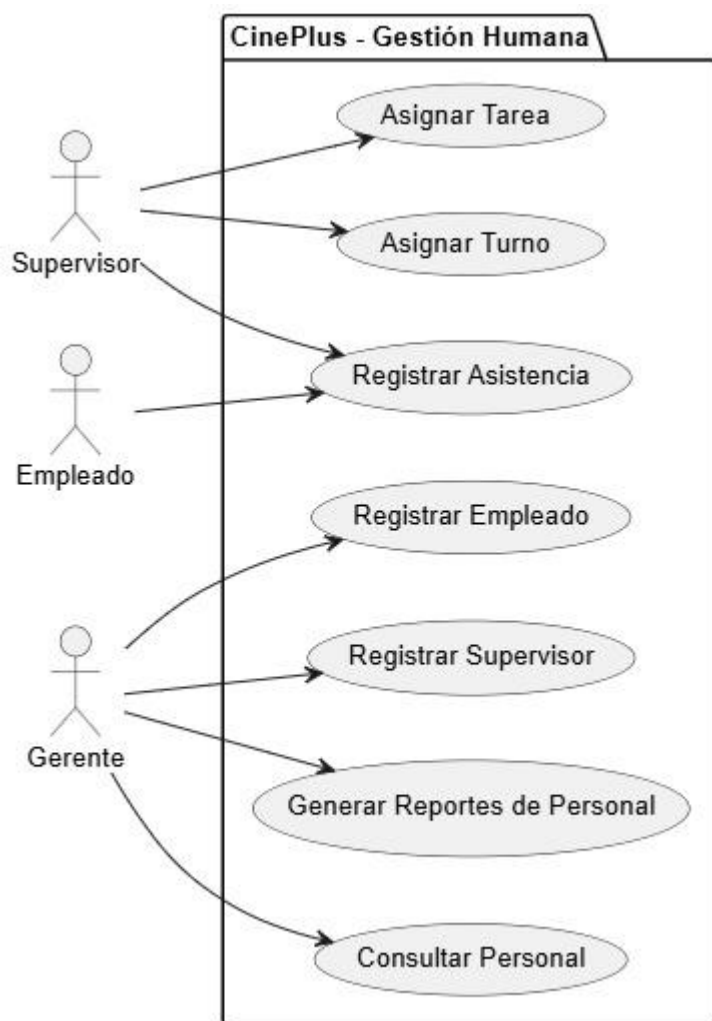 CinePlus - Gestión Humana
Asignar Tarea
Supervisor
Asignar Turno
Registrar Asistencia
Empleado
Registrar Empleado
Registrar Supervisor
Gerente
Generar Reportes de Personal
Consultar Personal